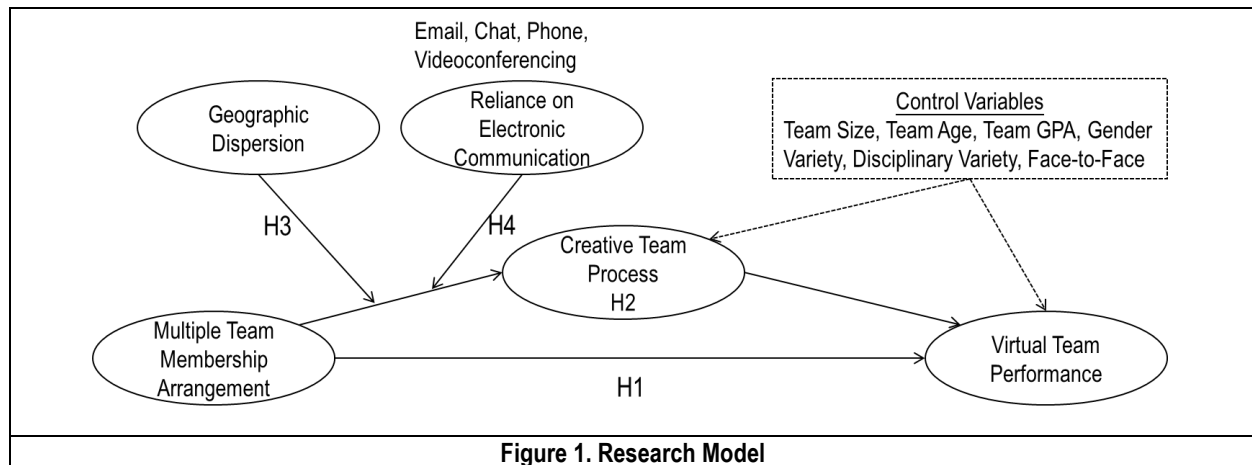 Email, Chat, Phone,
Videoconferencing
Geographic
Dispersion
Reliance on
Electronic
Communication
Control Variables
Team Size, Team Age, Team GPA, Gender
Variety, Disciplinary Variety, Face-to-Face
H3
H4
Creative Team
Process
H2
Multiple Team
Membership
Arrangement
Virtual Team
Performance
H1
Figure 1. Research Model